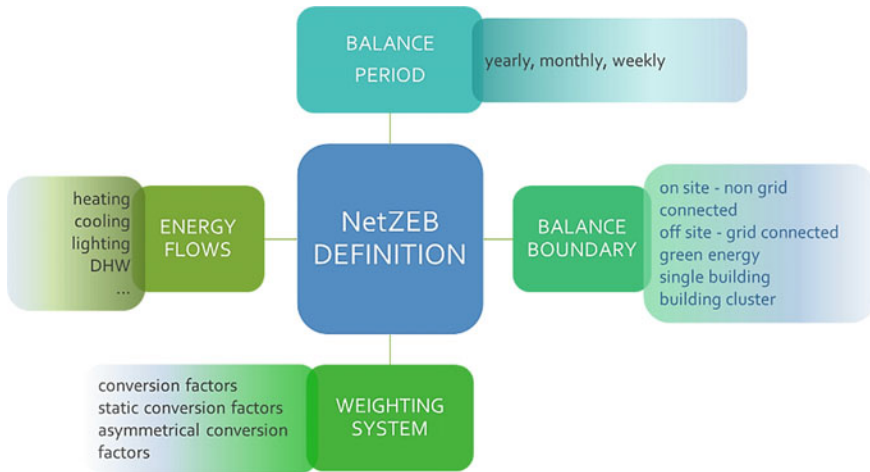 BALANCE
PERIOD
yearly, monthly, weekly
heating
cooling
lighting
DHW
...
ENERGY
FLOWS
NetZEB
DEFINITION
BALANCE
BOUNDARY
on site - non grid
connected
off site - grid connected
green energy
single building
building cluster
conversion factors
static conversion factors
asymmetrical conversion
factors
WEIGHTING
SYSTEM